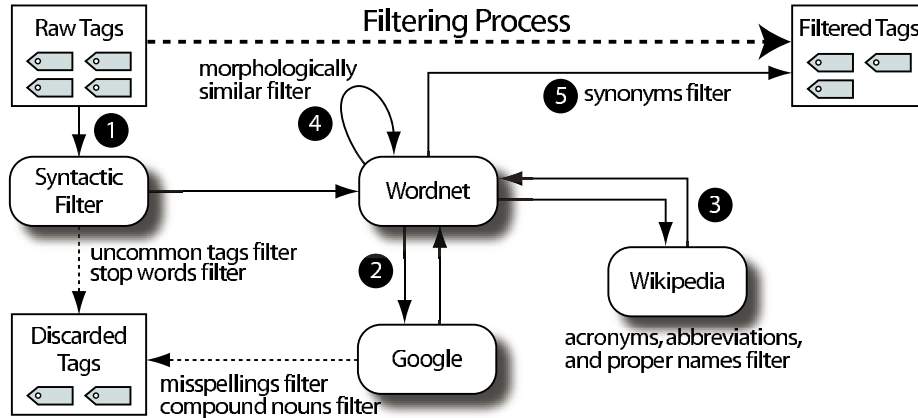 Filtering Process
Raw Tags
Filtered Tags
1
Syntactic
Filter
uncommon tags filter
stop words filter
Discarded
Tags
morphologically
similar filter
4
5 synonyms filter
Wordnet
2
Google
misspellings filter
compound nouns filter
3
Wikipedia
acronyms, abbreviations,
and proper names filter